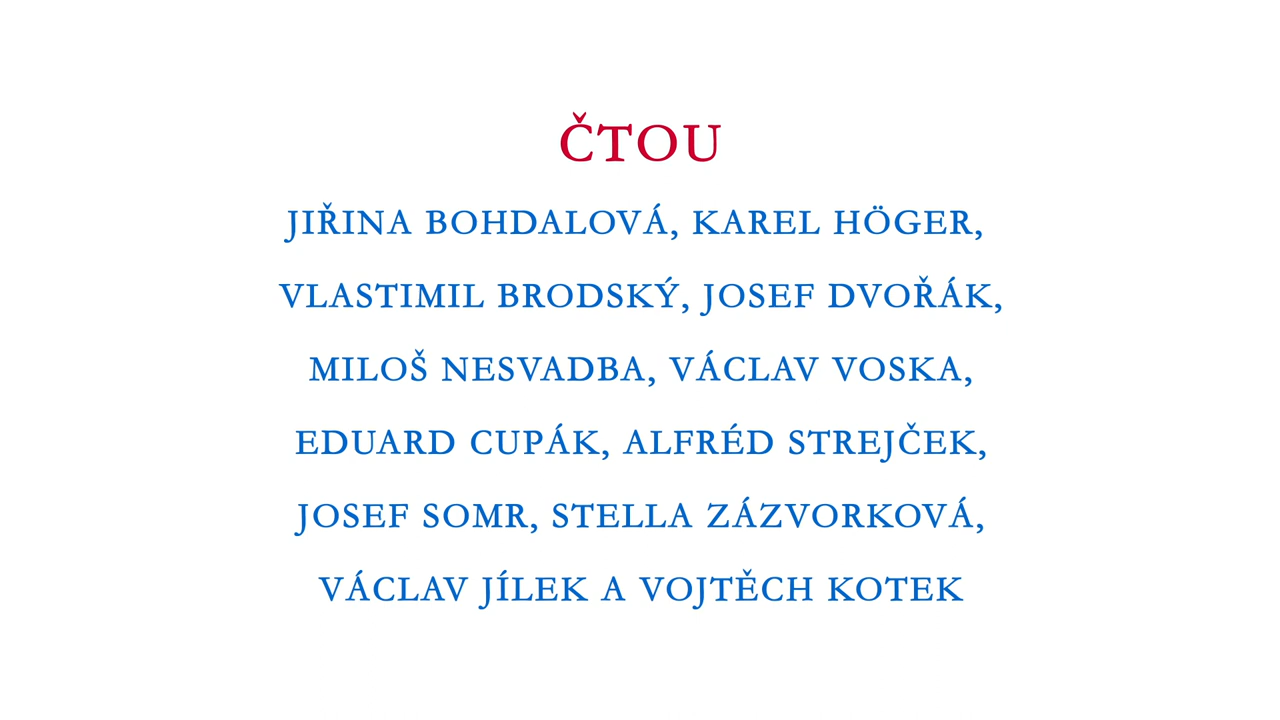 ČTOU
JIŘINA BOHDALOVÁ, KAREL HÖGER,
VLASTIMIL BRODSKÝ, JOSEF DVOŘÁK,
MILOŠ NESVADBA, VÁCLAV VOSKA,
EDUARD CUPÁK, ALFRÉD STREJČEK,
JOSEF SOMR, STELLA ZÁZVORKOVÁ,
VÁCLAV JÍLEK A VOJTĚCH KOTEK